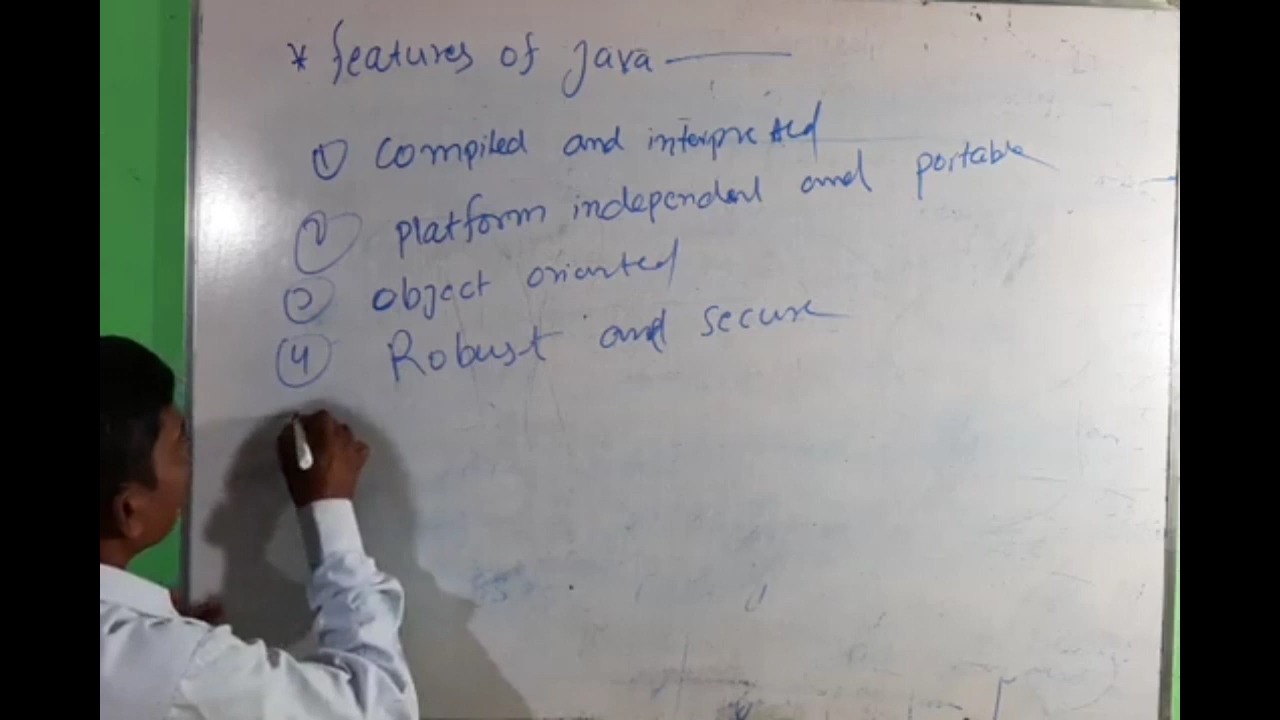 * features of Java
① compiled and interpreted
② platform independent and portable
③ object oriented
④ Robust and secure